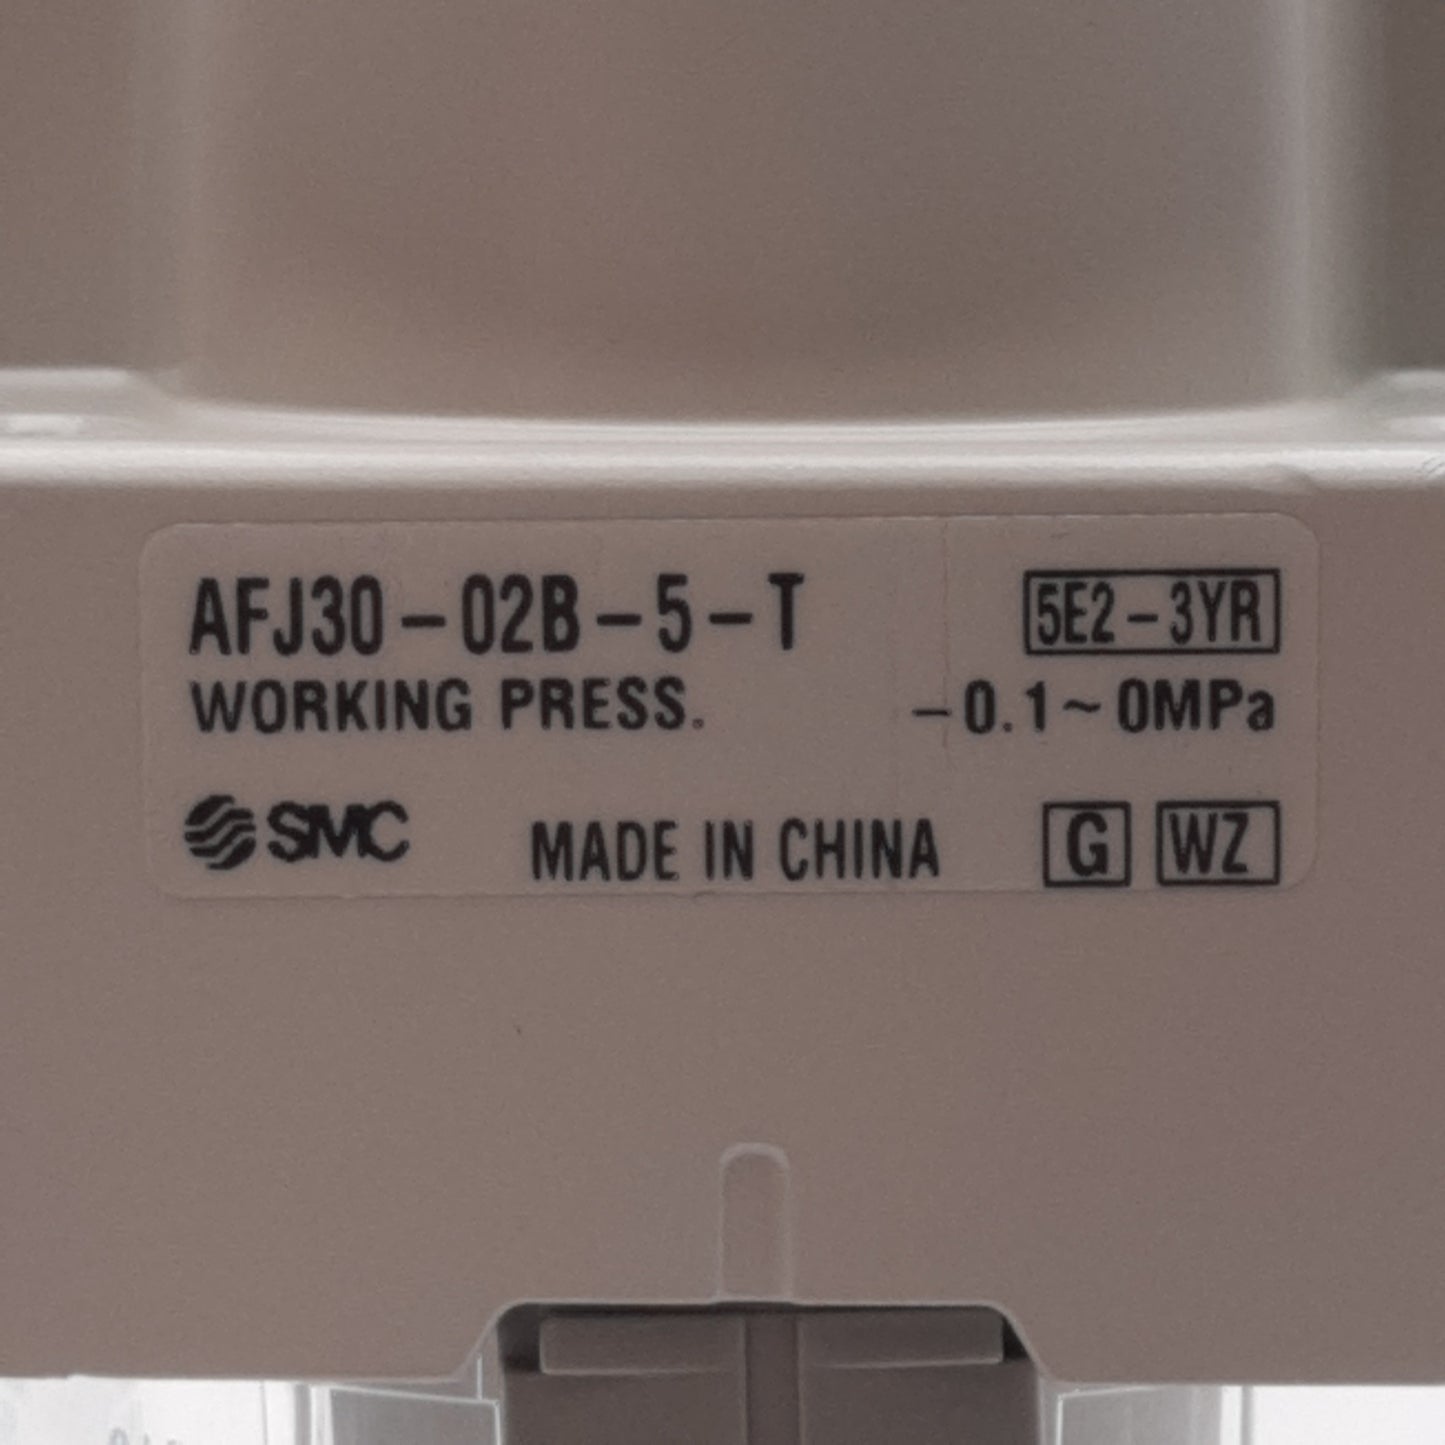 AFJ30-02B-5-T 5E2-3YR
WORKING PRESS. -0.1~0MPa
SMC MADE IN CHINA G WZ